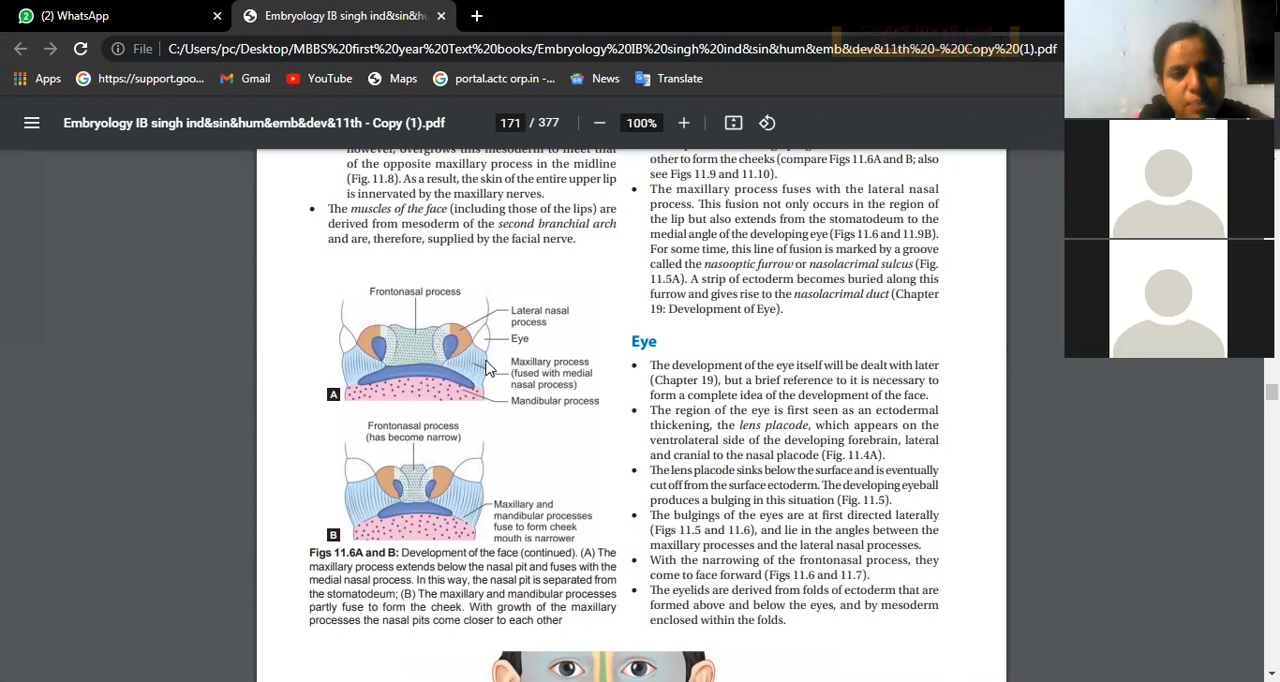 (2) WhatsApp
Embryology IB singh ind&sin&hu
Apps
File
C:/Users/pc/Desktop/MBBS%20first%20year%20Text%20books/Embryology%20IB%20singh%20ind&sin&hum&emb&dev&11th%20-%20Copy%20(1).pdf
https://support.goo...
Gmail
YouTube
Maps
portal.actc orp.in -...
News
Translate
Embryology IB singh ind&sin&hum&emb&dev&11th - Copy (1).pdf
171 / 377
100%
however, overgrows this mesoderm to meet that
of the opposite maxillary process in the midline
(Fig. 11.8). As a result, the skin of the entire upper lip
is innervated by the maxillary nerves.
• The muscles of the face (including those of the lips) are
derived from mesoderm of the second branchial arch
and are, therefore, supplied by the facial nerve.
Frontonasal process
Lateral nasal
process
Eye
Maxillary process
(fused with medial
nasal process)
Mandibular process
A
Frontonasal process
(has become narrow)
Maxillary and
mandibular processes
fuse to form cheek
mouth is narrower
B
Figs 11.6A and B: Development of the face (continued). (A) The
maxillary process extends below the nasal pit and fuses with the
medial nasal process. In this way, the nasal pit is separated from
the stomatodeum; (B) The maxillary and mandibular processes
partly fuse to form the cheek. With growth of the maxillary
processes the nasal pits come closer to each other
other to form the cheeks (compare Figs 11.6A and B; also
see Figs 11.9 and 11.10).
• The maxillary process fuses with the lateral nasal
process. This fusion not only occurs in the region of
the lip but also extends from the stomatodeum to the
medial angle of the developing eye (Figs 11.6 and 11.9B).
For some time, this line of fusion is marked by a groove
called the nasooptic furrow or nasolacrimal sulcus (Fig.
11.5A). A strip of ectoderm becomes buried along this
furrow and gives rise to the nasolacrimal duct (Chapter
19: Development of Eye).
Eye
• The development of the eye itself will be dealt with later
(Chapter 19), but a brief reference to it is necessary to
form a complete idea of the development of the face.
• The region of the eye is first seen as an ectodermal
thickening, the lens placode, which appears on the
ventrolateral side of the developing forebrain, lateral
and cranial to the nasal placode (Fig. 11.4A).
• The lens placode sinks below the surface and is eventually
cut off from the surface ectoderm. The developing eyeball
produces a bulging in this situation (Fig. 11.5).
• The bulgings of the eyes are at first directed laterally
(Figs 11.5 and 11.6), and lie in the angles between the
maxillary processes and the lateral nasal processes.
• With the narrowing of the frontonasal process, they
come to face forward (Figs 11.6 and 11.7).
• The eyelids are derived from folds of ectoderm that are
formed above and below the eyes, and by mesoderm
enclosed within the folds.